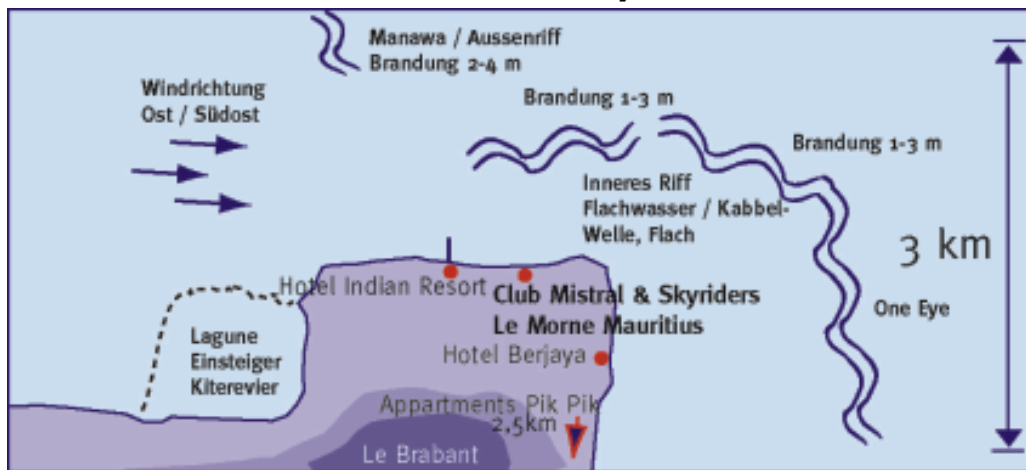 Manawa / Aussenriff
Brandung 2-4 m
Windrichtung
Ost / Südost
Brandung 1-3 m
Brandung 1-3 m
Inneres Riff
Flachwasser / Kabbel-
Welle, Flach
3 km
Hotel Indian Resort
Club Mistral & Skyriders
Le Morne Mauritius
One Eye
Lagune
Einsteiger
Kiterevier
Hotel Berjaya
Appartments Pik Pik
2,5km
Le Brabant